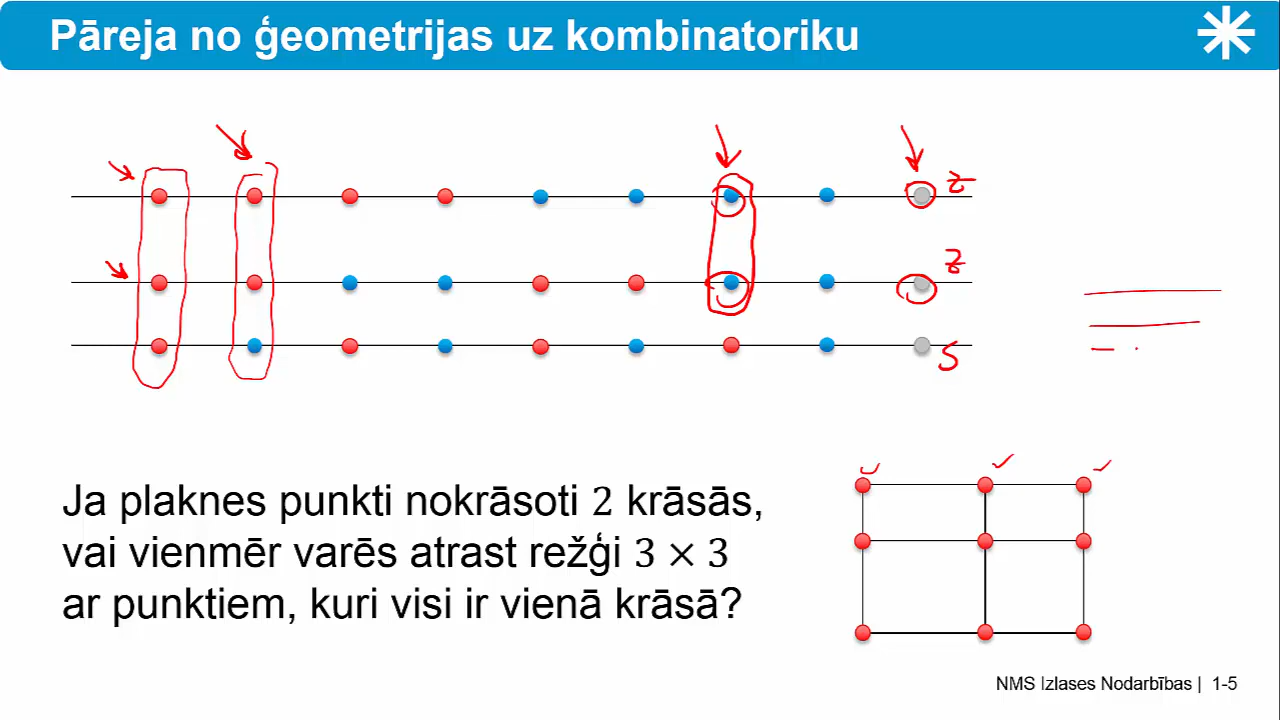 Pāreja no ģeometrijas uz kombinatoriku
Z
Z
S
Ja plaknes punkti nokrāsoti 2 krāsās,
vai vienmēr varēs atrast režģi 3 × 3
ar punktiem, kuri visi ir vienā krāsā?
NMS Izlases Nodarbības | 1-5